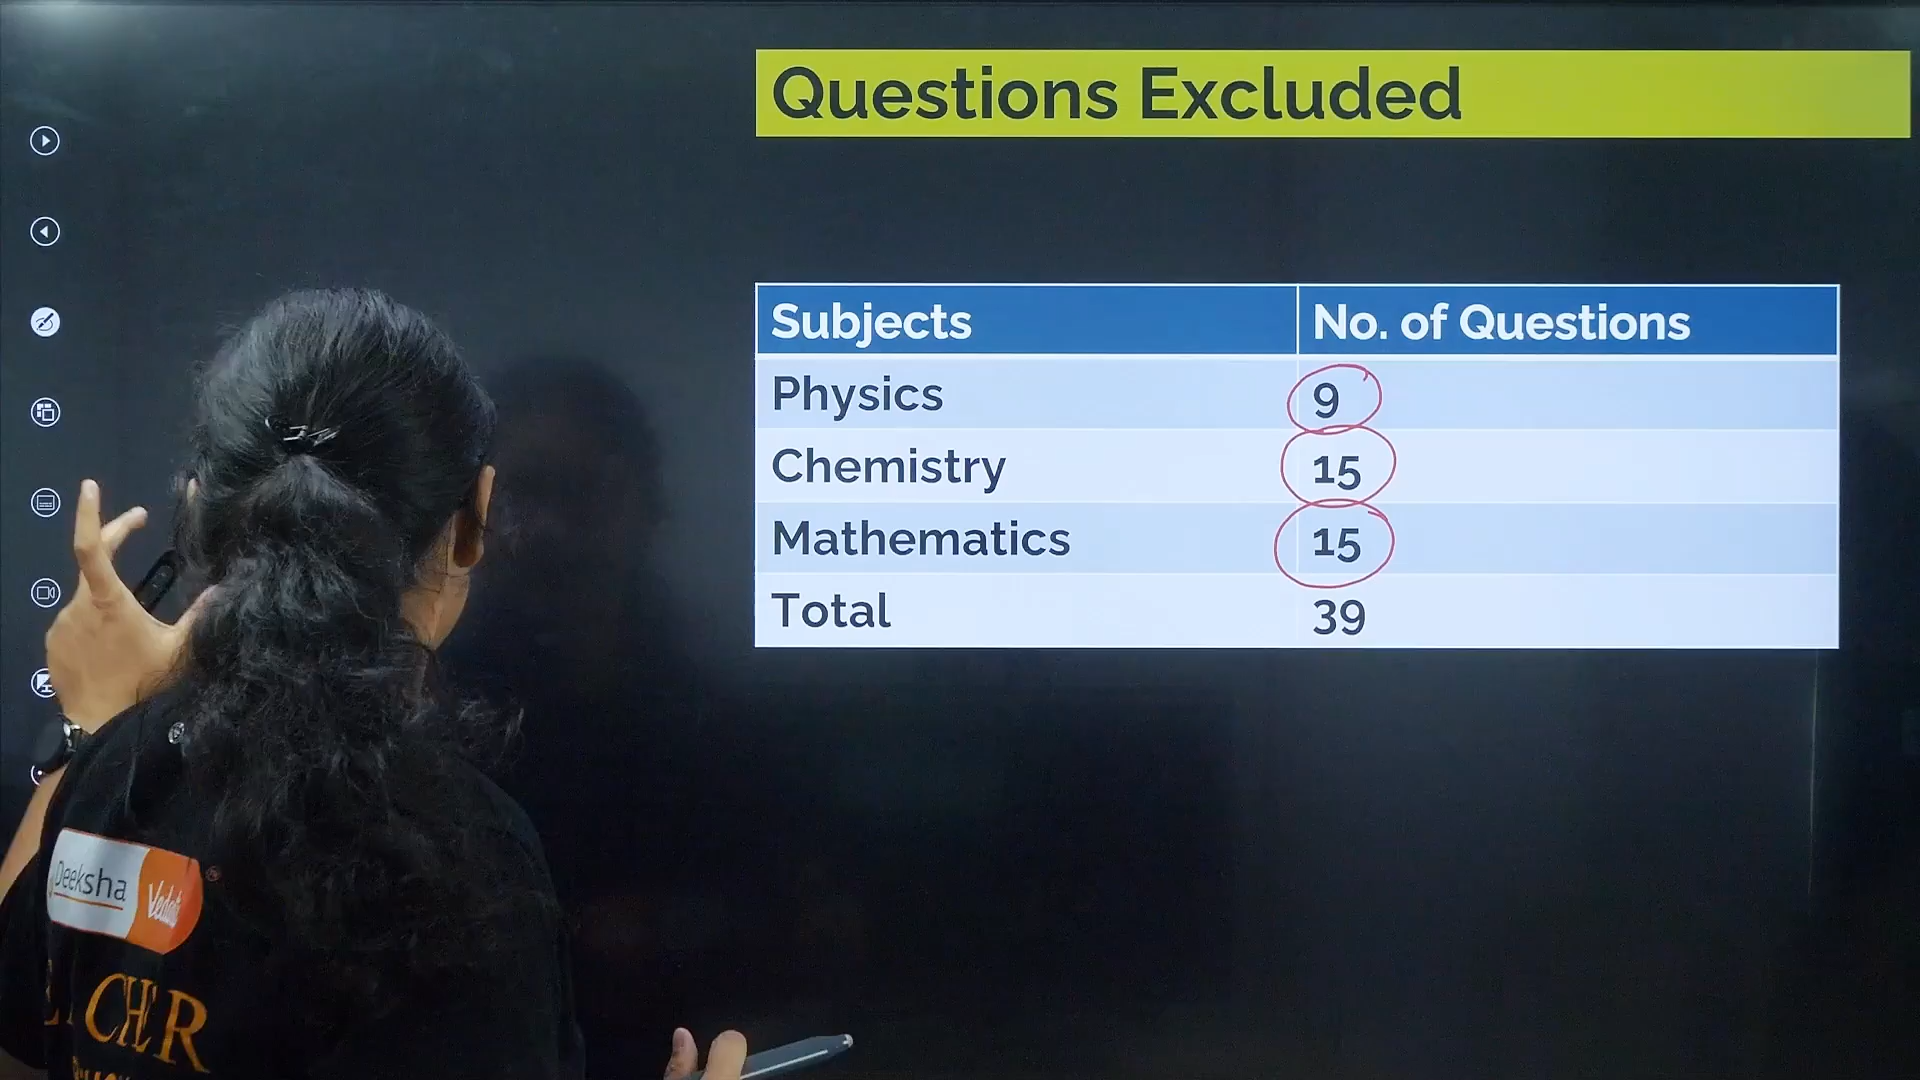 Questions Excluded
Subjects No. of Questions
Physics 9
Chemistry 15
Mathematics 15
Total 39
Deeksha